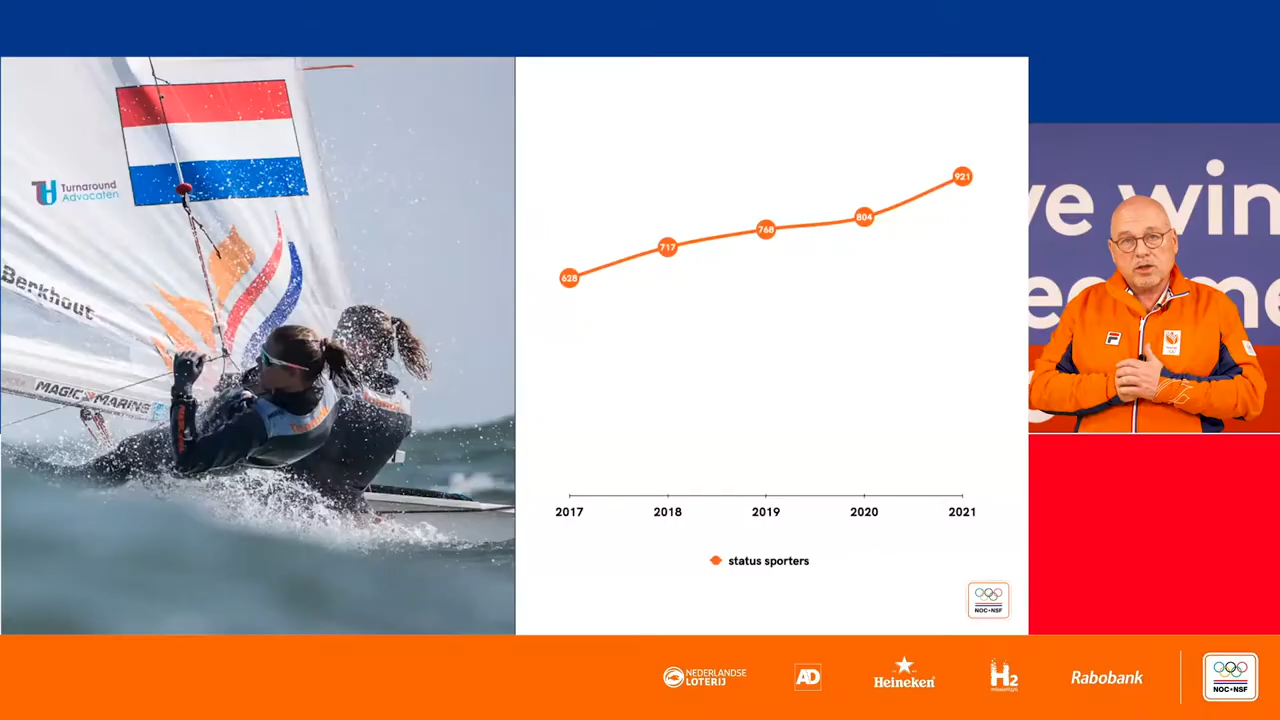 Turnaround
Advocaten
Berkhout
MAGIC MARINE
921
804
768
717
628
2017 2018 2019 2020 2021
status sporters
NOC*NSF
ve win
FILA
NEDERLANDSE
LOTERIJ
AD
Heineken
H2
Rabobank
NOC*NSF